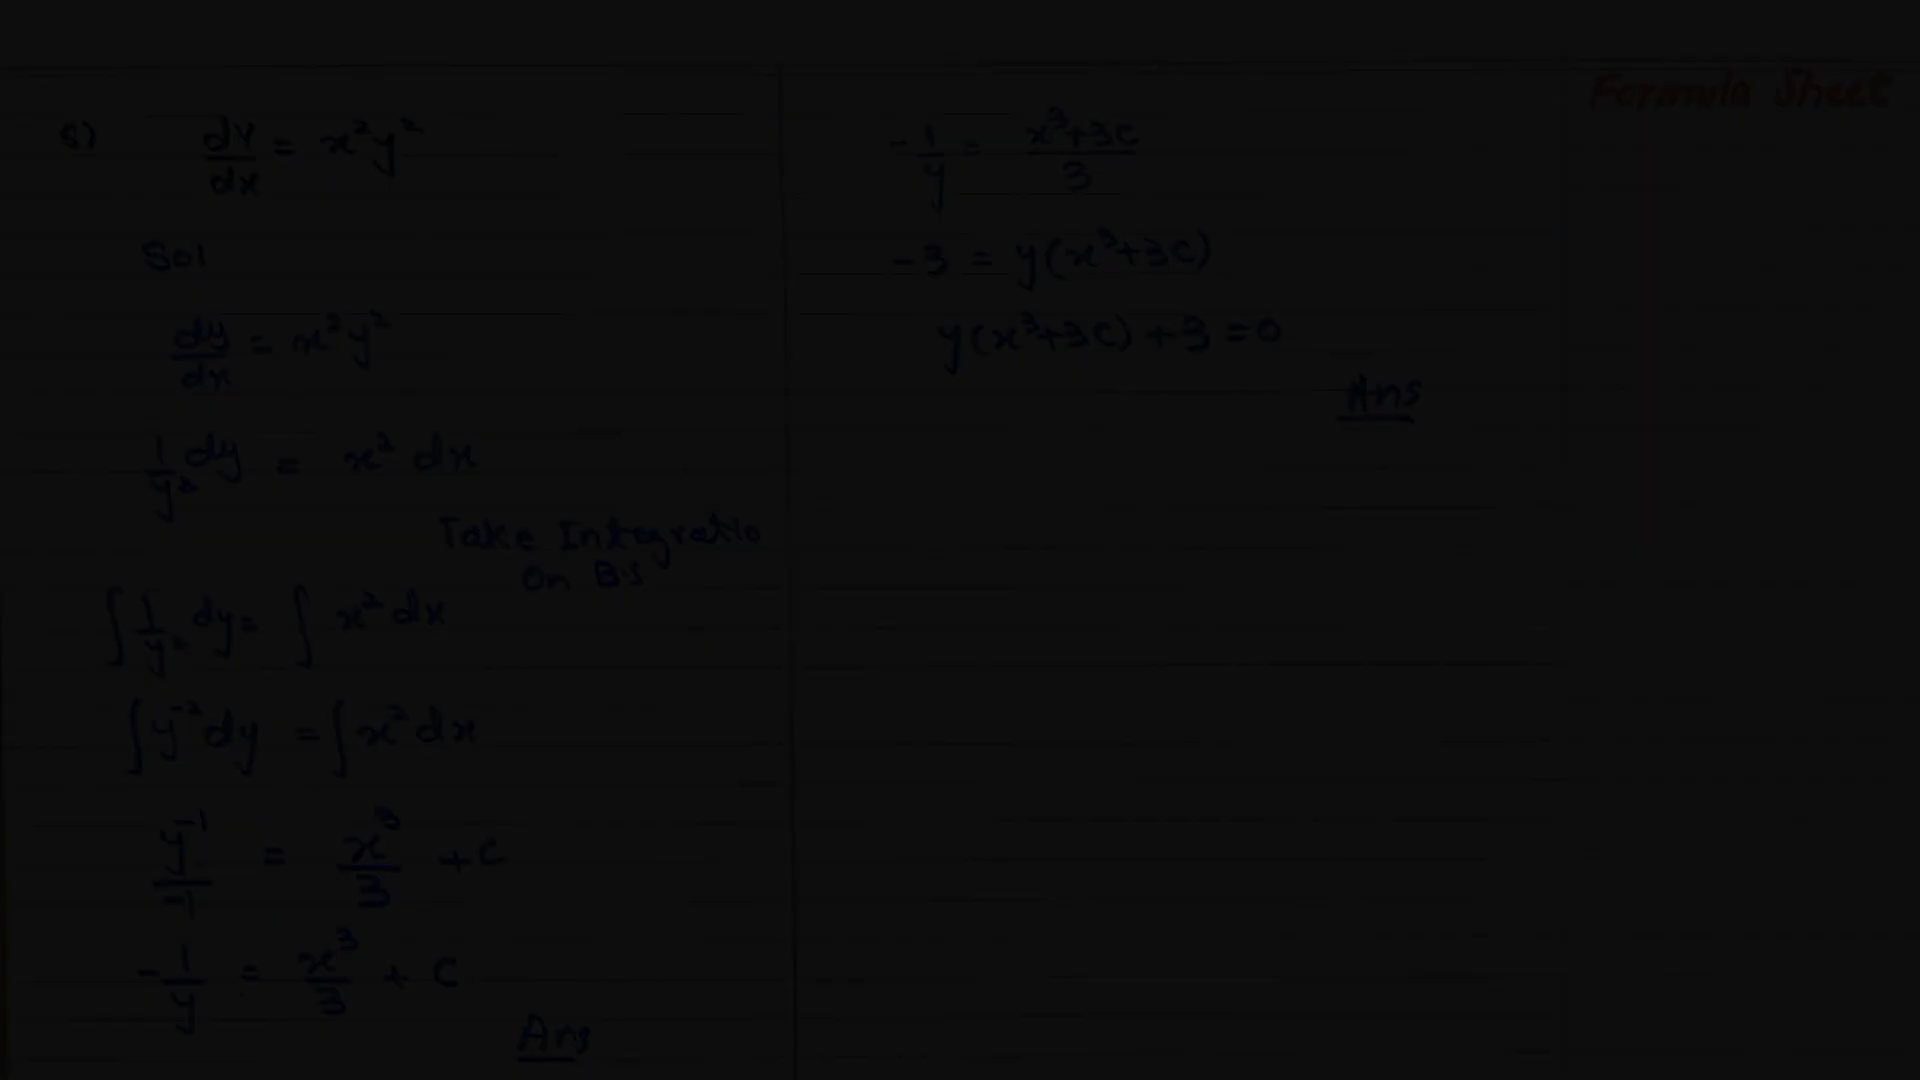 6) dy/dx = x²y²
Sol
dy/dx = x²y²
1/y² dy = x² dx
Take Integratio
On B.S
∫ 1/y² dy = ∫ x² dx
∫ y⁻² dy = ∫ x² dx
y⁻¹/-1 = x³/3 + c
-1/y = x³/3 + C
Ans
-1/y = x³+3C/3
-3 = y(x³+3C)
y(x³+3C) + 3 = 0
Ans
Formula Sheet